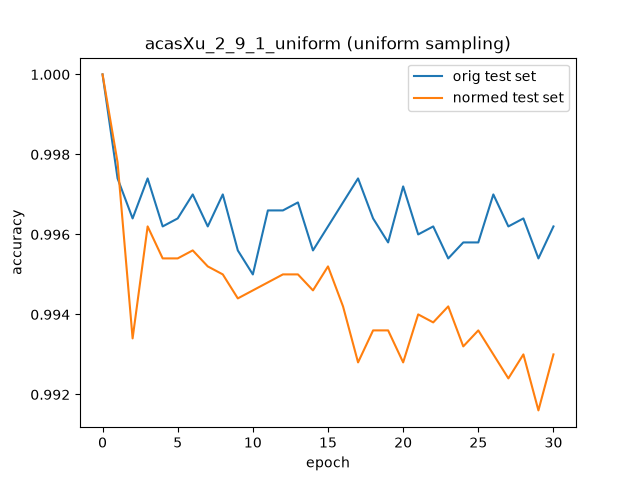 acasXu_2_9_1_uniform (uniform sampling)
orig test set
normed test set
1.000
0.998
0.996
0.994
0.992
accuracy
0 5 10 15 20 25 30
epoch